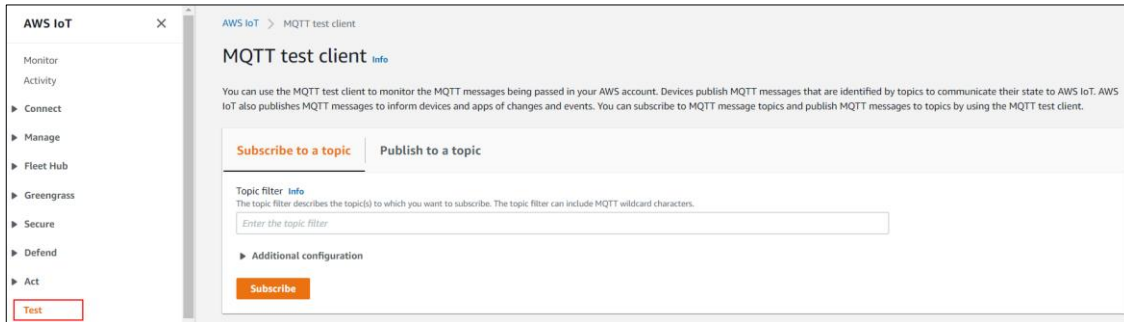 AWS IoT
Monitor
Activity
Connect
Manage
Fleet Hub
Greengrass
Secure
Defend
Act
Test
AWS IoT > MQTT test client
MQTT test client Info
You can use the MQTT test client to monitor the MQTT messages being passed in your AWS account. Devices publish MQTT messages that are identified by topics to communicate their state to AWS IoT. AWS
IoT also publishes MQTT messages to inform devices and apps of changes and events. You can subscribe to MQTT message topics and publish MQTT messages to topics by using the MQTT test client.
Subscribe to a topic
Publish to a topic
Topic filter Info
The topic filter describes the topic(s) to which you want to subscribe. The topic filter can include MQTT wildcard characters.
Enter the topic filter
Additional configuration
Subscribe